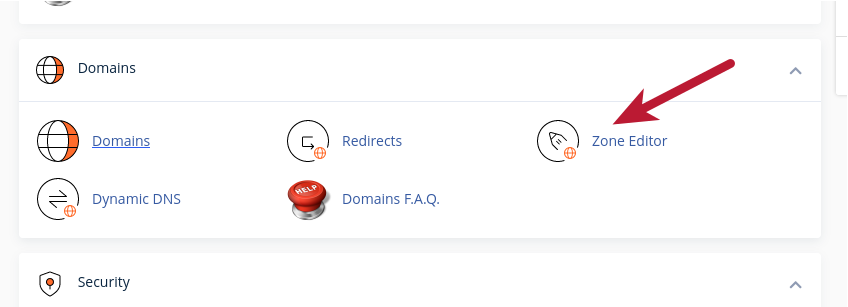 Domains
Domains
Redirects
Zone Editor
Dynamic DNS
HELP
Domains F.A.Q.
Security